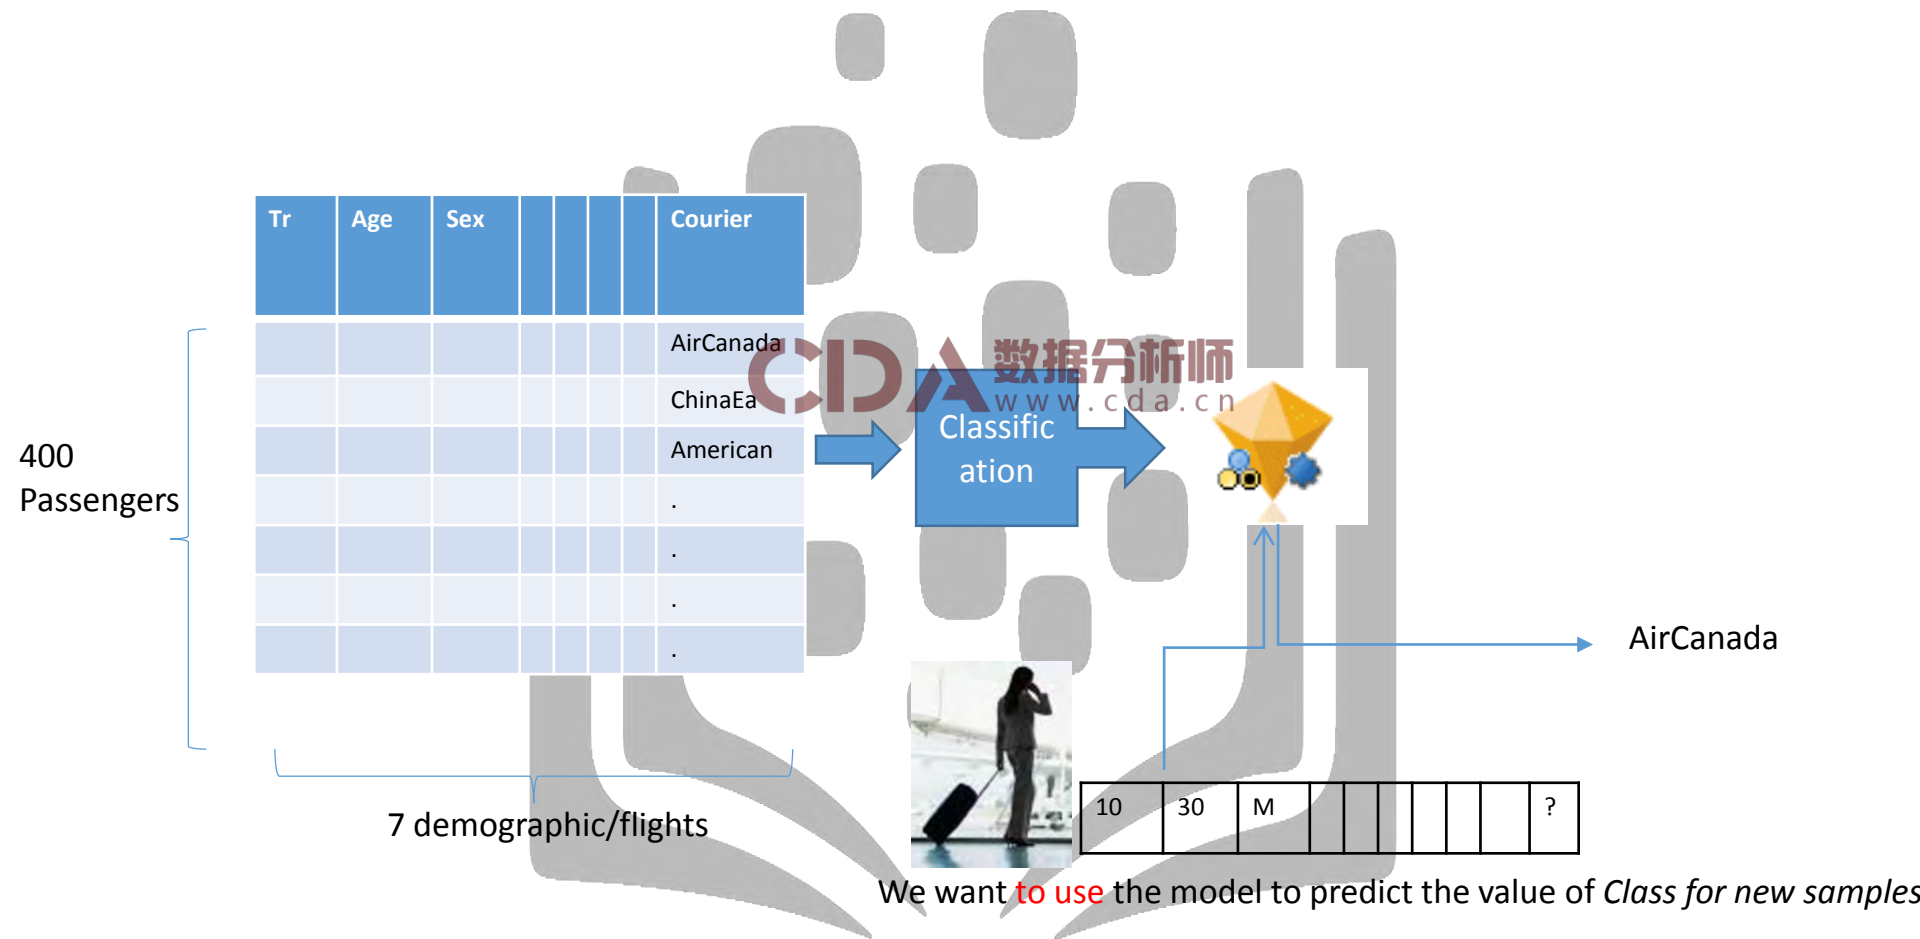 Tr Age Sex Courier
AirCanada
ChinaEa
American
.
.
.
.
400
Passengers
7 demographic/flights
CDA 数据分析师
www.cda.cn
Classific
ation
AirCanada
10 30 M ?
We want to use the model to predict the value of Class for new samples